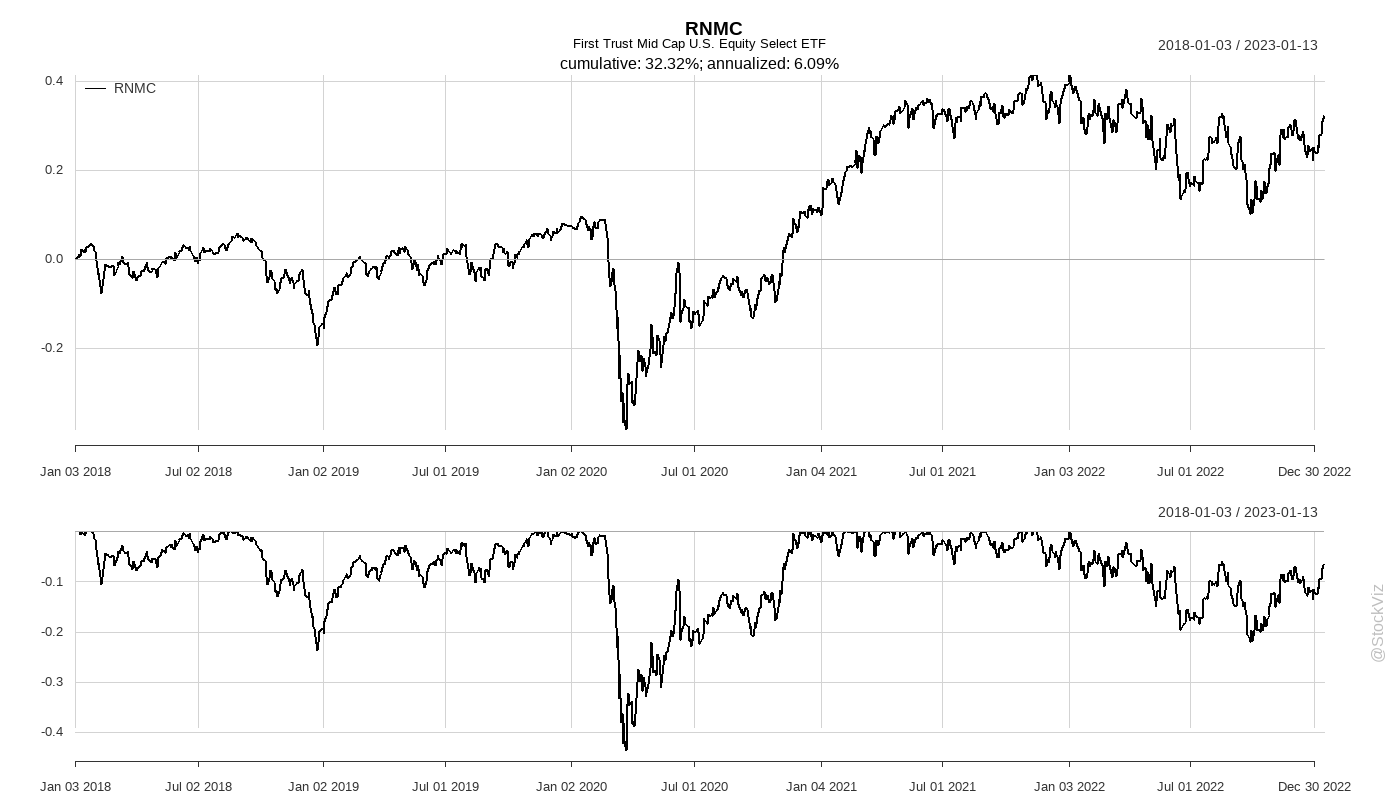 RNMC
First Trust Mid Cap U.S. Equity Select ETF
2018-01-03 / 2023-01-13
cumulative: 32.32%; annualized: 6.09%
RNMC
0.4
0.2
0.0
-0.2
Jan 03 2018 Jul 02 2018 Jan 02 2019 Jul 01 2019 Jan 02 2020 Jul 01 2020 Jan 04 2021 Jul 01 2021 Jan 03 2022 Jul 01 2022 Dec 30 2022
2018-01-03 / 2023-01-13
-0.1
-0.2
-0.3
-0.4
Jan 03 2018 Jul 02 2018 Jan 02 2019 Jul 01 2019 Jan 02 2020 Jul 01 2020 Jan 04 2021 Jul 01 2021 Jan 03 2022 Jul 01 2022 Dec 30 2022
@StockViz